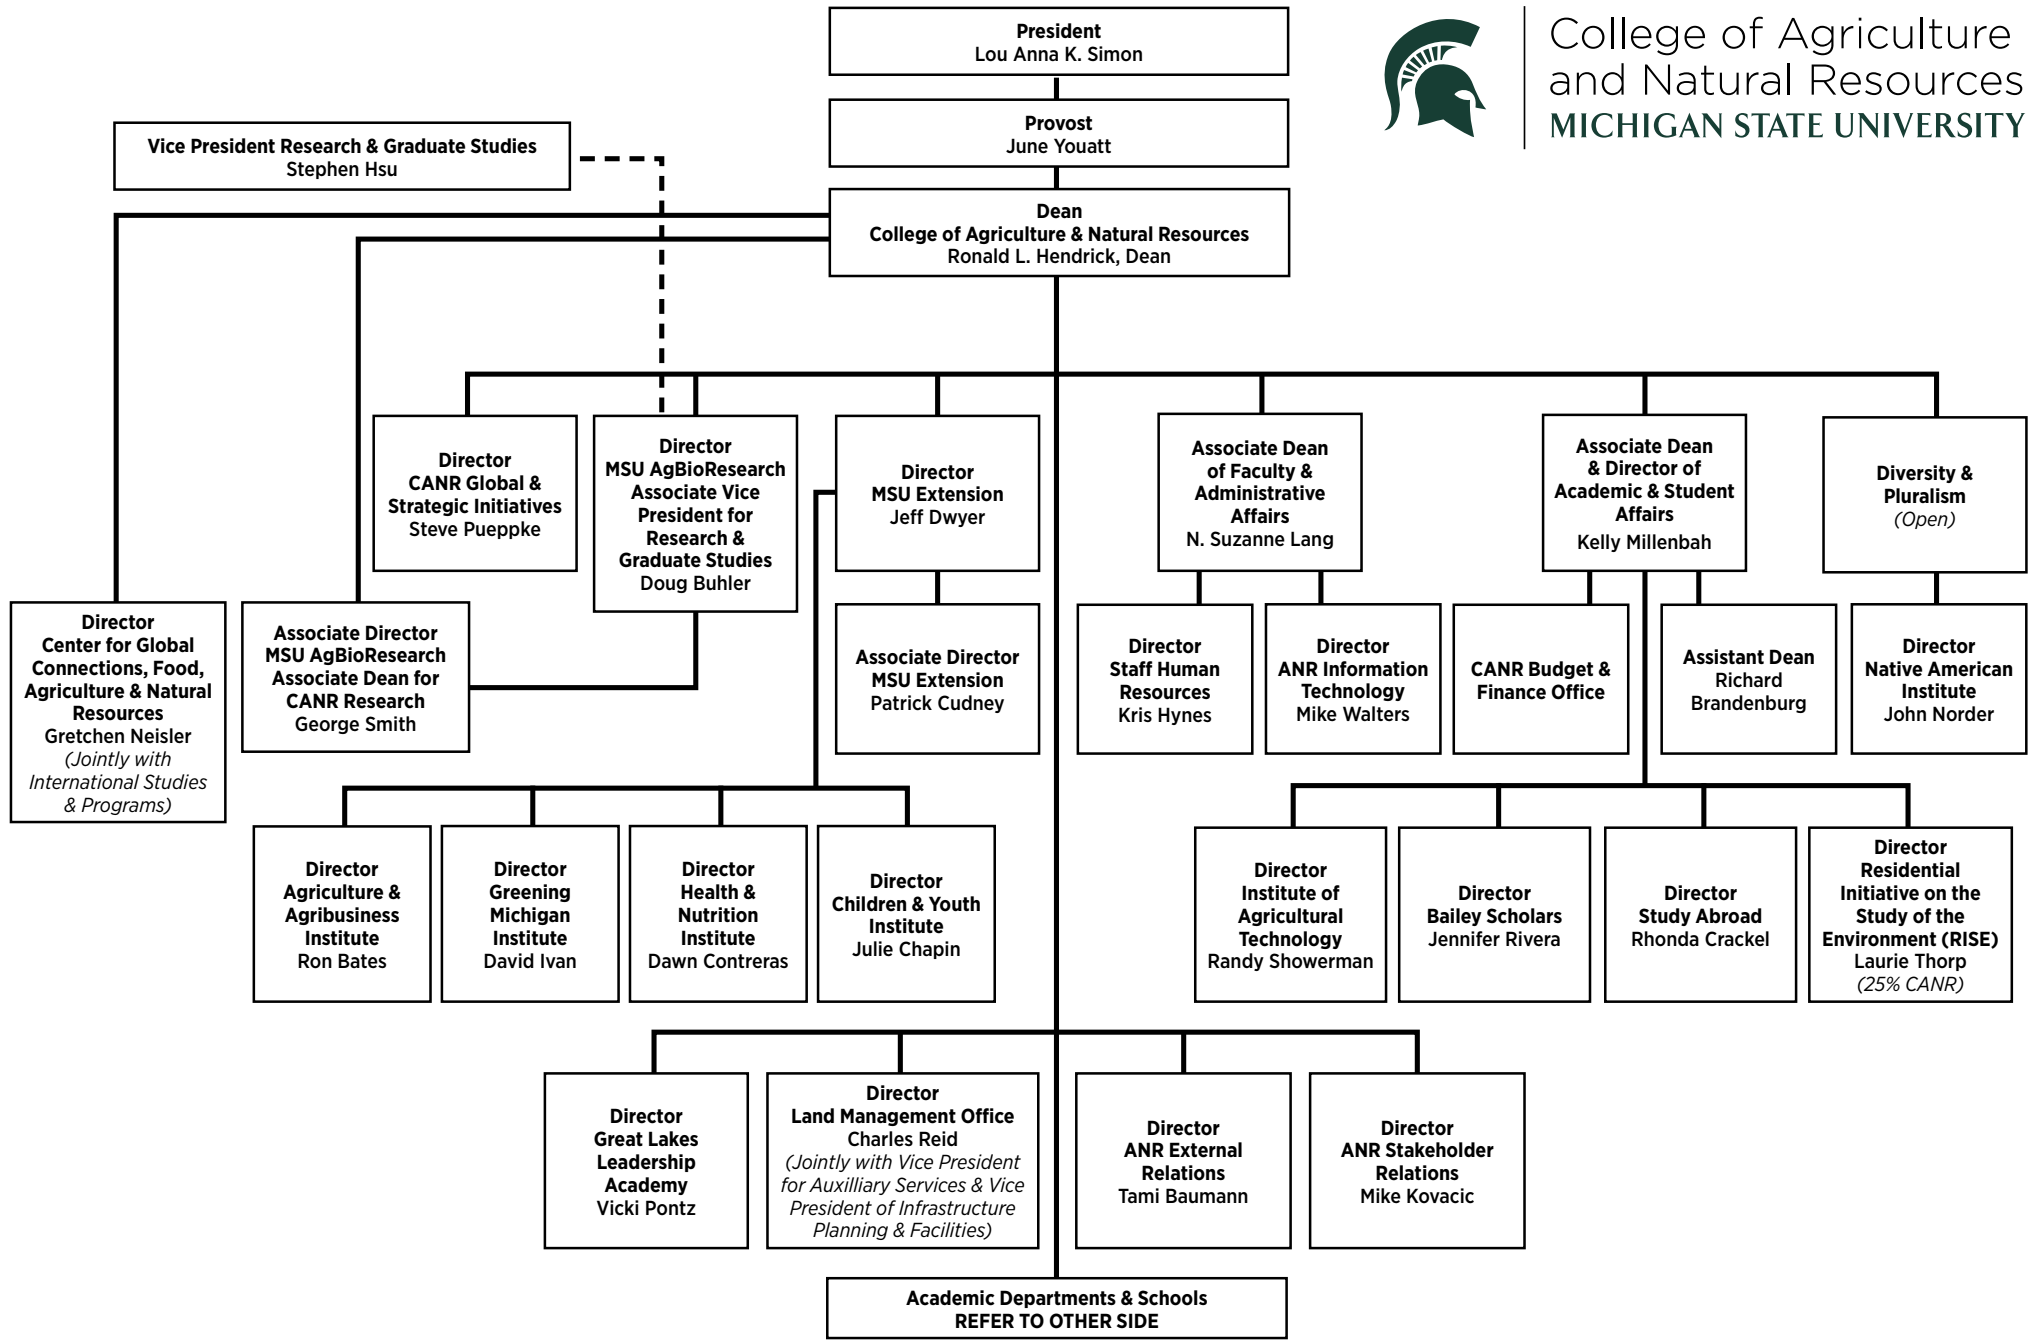 President
Lou Anna K. Simon
College of Agriculture
and Natural Resources
MICHIGAN STATE UNIVERSITY
Provost
June Youatt
Vice President Research & Graduate Studies
Stephen Hsu
Dean
College of Agriculture & Natural Resources
Ronald L. Hendrick, Dean
Director
CANR Global &
Strategic Initiatives
Steve Pueppke
Director
MSU AgBioResearch
Associate Vice
President for
Research &
Graduate Studies
Doug Buhler
Director
MSU Extension
Jeff Dwyer
Associate Dean
of Faculty &
Administrative
Affairs
N. Suzanne Lang
Associate Dean
& Director of
Academic & Student
Affairs
Kelly Millenbah
Diversity &
Pluralism
(Open)
Director
Center for Global
Connections, Food,
Agriculture & Natural
Resources
Gretchen Neisler
(Jointly with
International Studies
& Programs)
Associate Director
MSU AgBioResearch
Associate Dean for
CANR Research
George Smith
Associate Director
MSU Extension
Patrick Cudney
Director
Staff Human
Resources
Kris Hynes
Director
ANR Information
Technology
Mike Walters
CANR Budget &
Finance Office
Assistant Dean
Richard
Brandenburg
Director
Native American
Institute
John Norder
Director
Agriculture &
Agribusiness
Institute
Ron Bates
Director
Greening
Michigan
Institute
David Ivan
Director
Health &
Nutrition
Institute
Dawn Contreras
Director
Children & Youth
Institute
Julie Chapin
Director
Institute of
Agricultural
Technology
Randy Showerman
Director
Bailey Scholars
Jennifer Rivera
Director
Study Abroad
Rhonda Crackel
Director
Residential
Initiative on the
Study of the
Environment (RISE)
Laurie Thorp
(25% CANR)
Director
Great Lakes
Leadership
Academy
Vicki Pontz
Director
Land Management Office
Charles Reid
(Jointly with Vice President
for Auxilliary Services & Vice
President of Infrastructure
Planning & Facilities)
Director
ANR External
Relations
Tami Baumann
Director
ANR Stakeholder
Relations
Mike Kovacic
Academic Departments & Schools
REFER TO OTHER SIDE